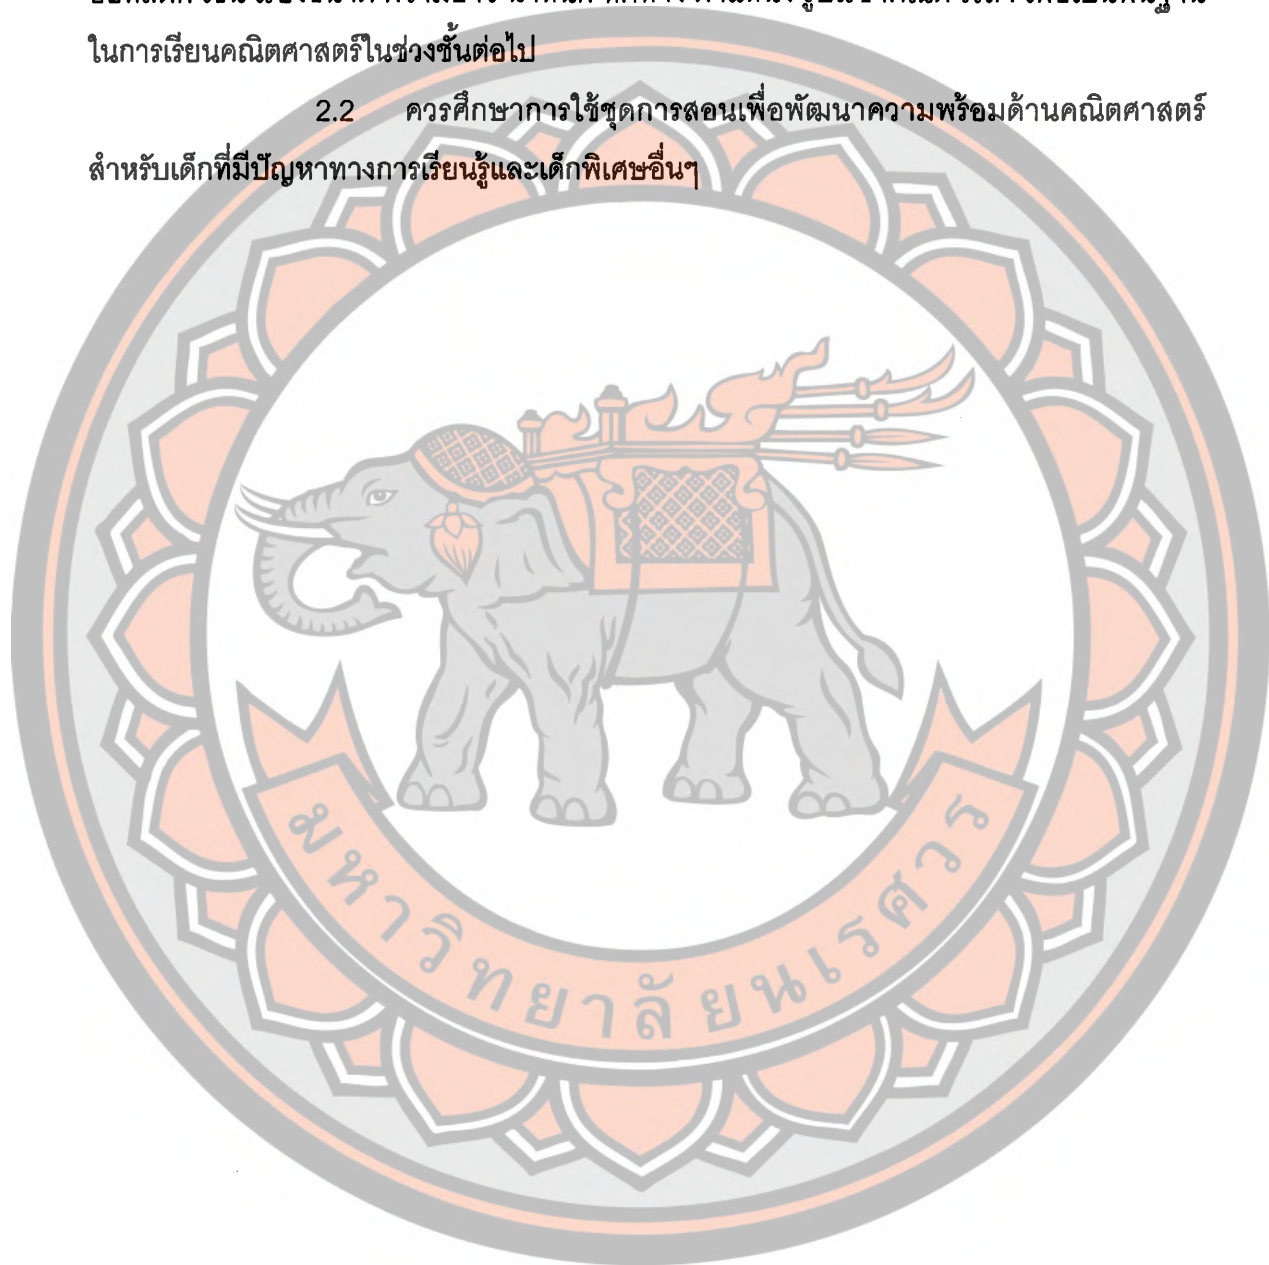 ในการเรียนคณิตศาสตร์ในช่วงชั้นต่อไป
2.2 ควรศึกษาการใช้ชุดการสอนเพื่อพัฒนาความพร้อมด้านคณิตศาสตร์
สำหรับเด็กที่มีปัญหาทางการเรียนรู้และเด็กพิเศษอื่นๆ
มหาวิทยาลัยนเรศวร